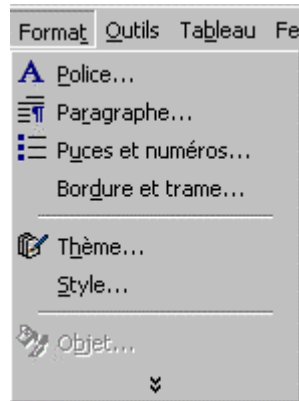 Format Outils Tableau Fe
Police...
Paragraphe...
Puces et numéros...
Bordure et trame...
Thème...
Style...
Objet...